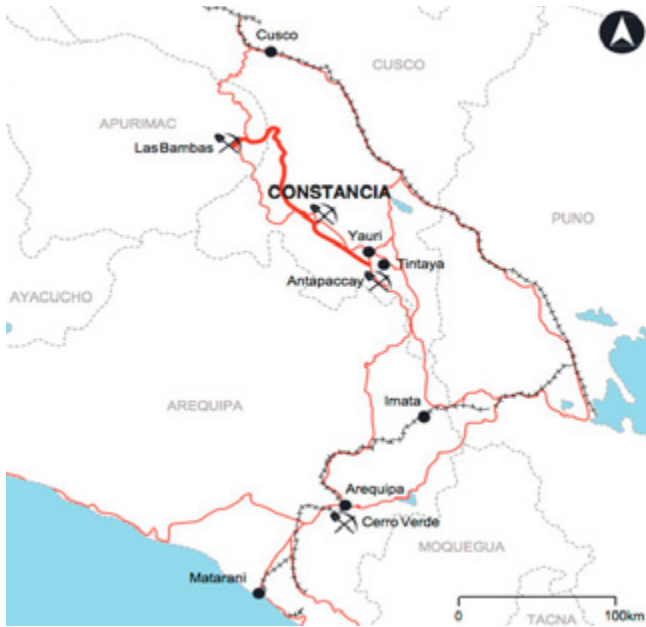 Cusco
CUSCO
APURIMAC
Las Bambas
CONSTANCIA
PUNO
Yauri
Tintaya
Antapaccay
AYACUCHO
AREQUIPA
Imata
Arequipa
Cerro Verde
MOQUEGUA
Matarani
0 100km
TACNA